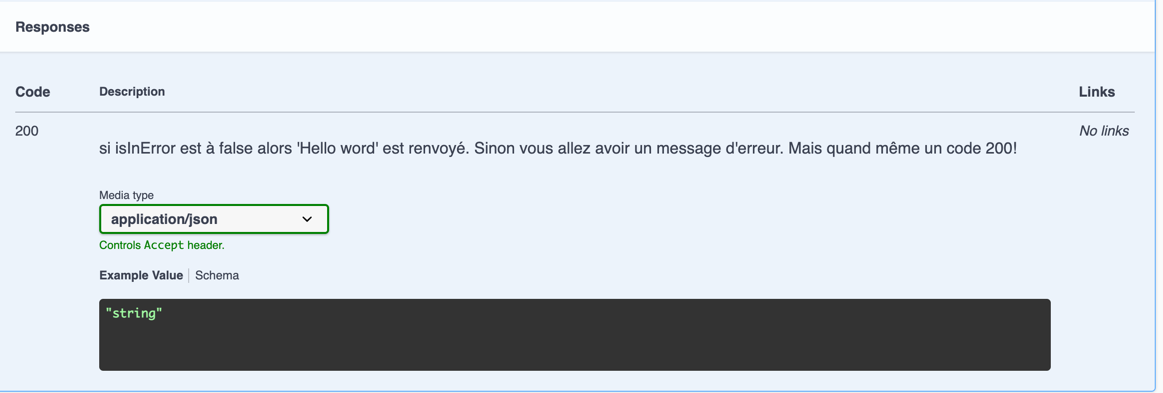 Responses
Code Description Links
200 No links
si isInError est à false alors 'Hello word' est renvoyé. Sinon vous allez avoir un message d'erreur. Mais quand même un code 200!
Media type
application/json
Controls Accept header.
Example Value Schema
"string"